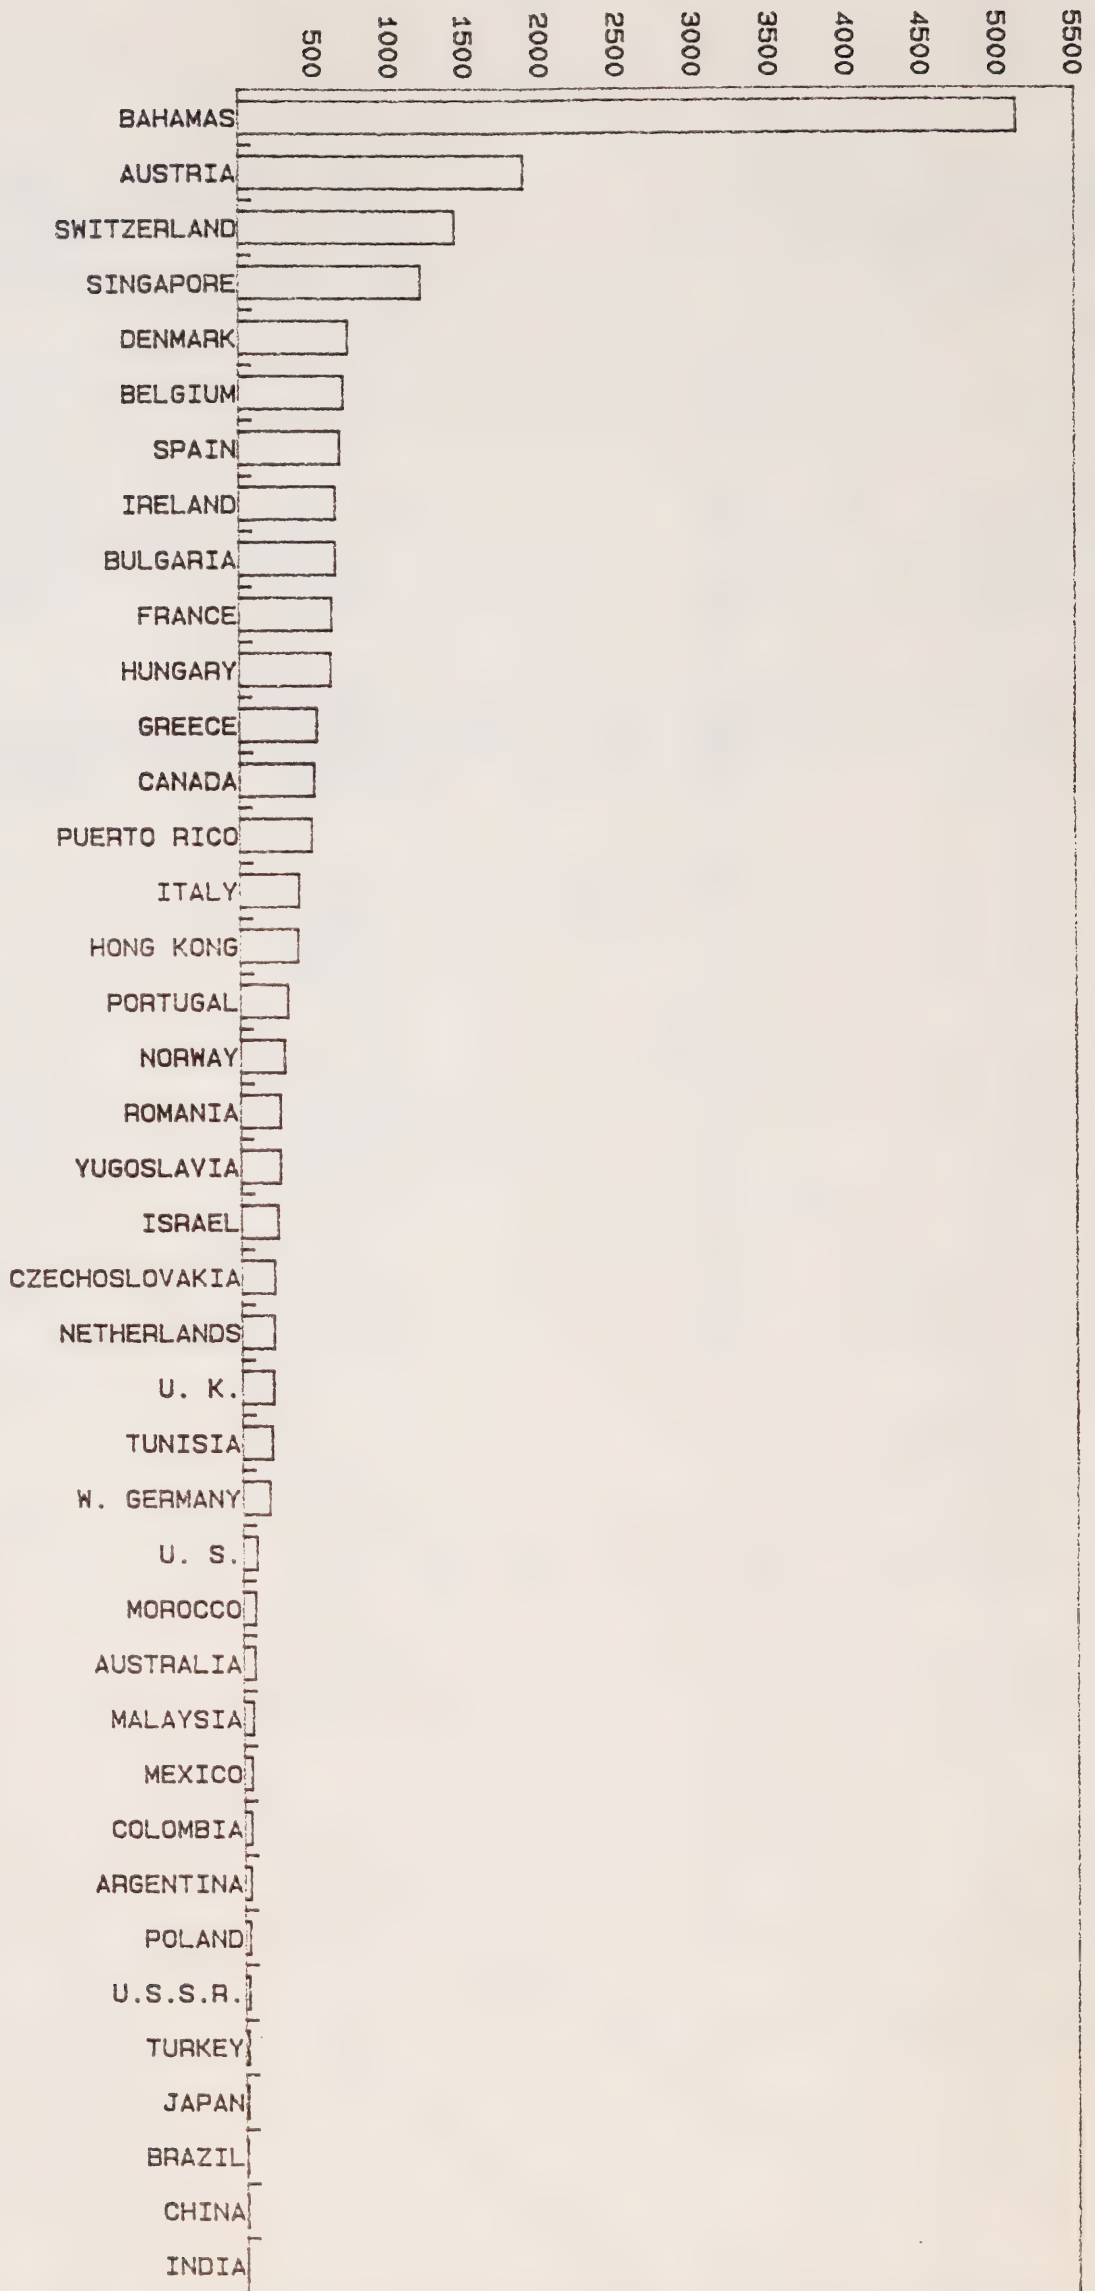 500
1000
1500
2000
2500
3000
3500
4000
4500
5000
5500
BAHAMAS
AUSTRIA
SWITZERLAND
SINGAPORE
DENMARK
BELGIUM
SPAIN
IRELAND
BULGARIA
FRANCE
HUNGARY
GREECE
CANADA
PUERTO RICO
ITALY
HONG KONG
PORTUGAL
NORWAY
ROMANIA
YUGOSLAVIA
ISRAEL
CZECHOSLOVAKIA
NETHERLANDS
U. K.
TUNISIA
W. GERMANY
U. S.
MOROCCO
AUSTRALIA
MALAYSIA
MEXICO
COLOMBIA
ARGENTINA
POLAND
U.S.S.R.
TURKEY
JAPAN
BRAZIL
CHINA
INDIA